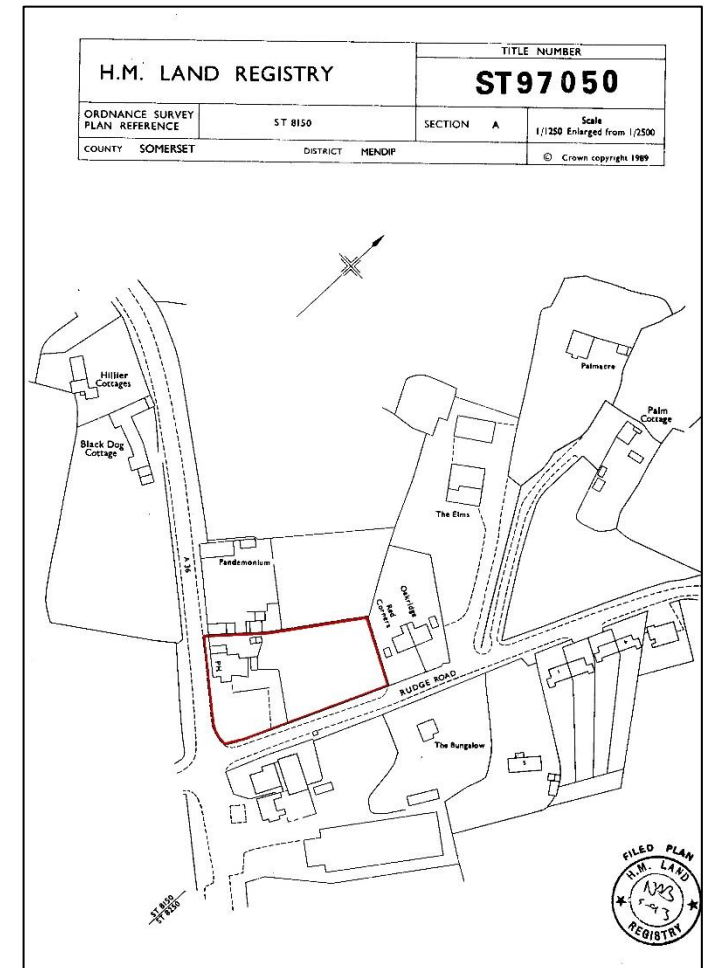 H.M. LAND REGISTRY
TITLE NUMBER
ST97050
ORDNANCE SURVEY
PLAN REFERENCE
ST 8150
SECTION A
Scale
1/1250 Enlarged from 1/2500
COUNTY SOMERSET
DISTRICT MENDIP
© Crown copyright 1989
Palmacre
Hillier
Cottages
Palm
Cottage
Black Dog
Cottage
The Elms
A 36
Pandemonium
Oakridge
Red
Corners
PH
RUDGE ROAD
The Bungalow
ST 8150
ST 8250
FILED PLAN
H.M. LAND
REGISTRY